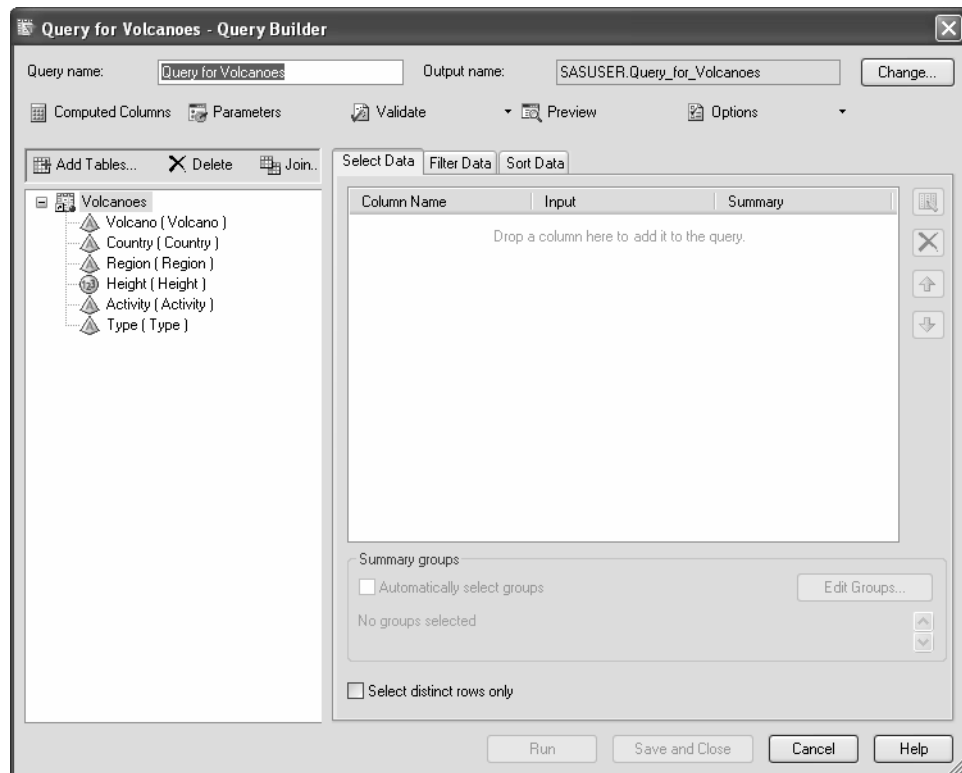 Query for Volcanoes - Query Builder
Query name: Query for Volcanoes Output name: SASUSER.Query_for_Volcanoes Change...
Computed Columns Parameters Validate Preview Options
Add Tables... Delete Join..
Select Data Filter Data Sort Data
Volcanoes
Volcano ( Volcano )
Country ( Country )
Region ( Region )
Height ( Height )
Activity ( Activity )
Type ( Type )
Column Name Input Summary
Drop a column here to add it to the query.
Summary groups
Automatically select groups Edit Groups...
No groups selected
Select distinct rows only
Run Save and Close Cancel Help